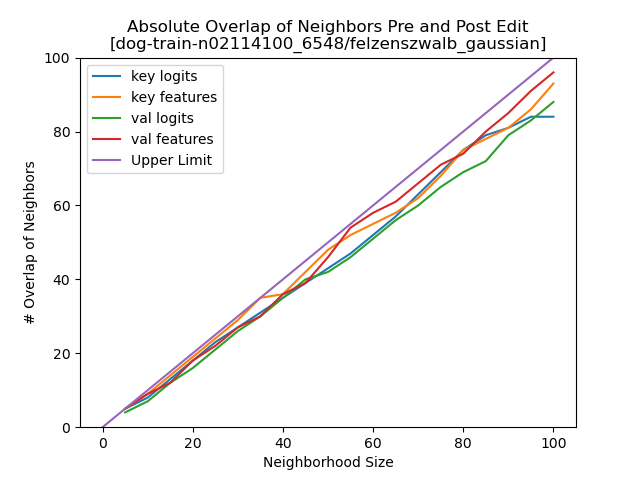 Absolute Overlap of Neighbors Pre and Post Edit
[dog-train-n02114100_6548/felzenszwalb_gaussian]
key logits
key features
val logits
val features
Upper Limit
# Overlap of Neighbors
100
80
60
40
20
0
0 20 40 60 80 100
Neighborhood Size